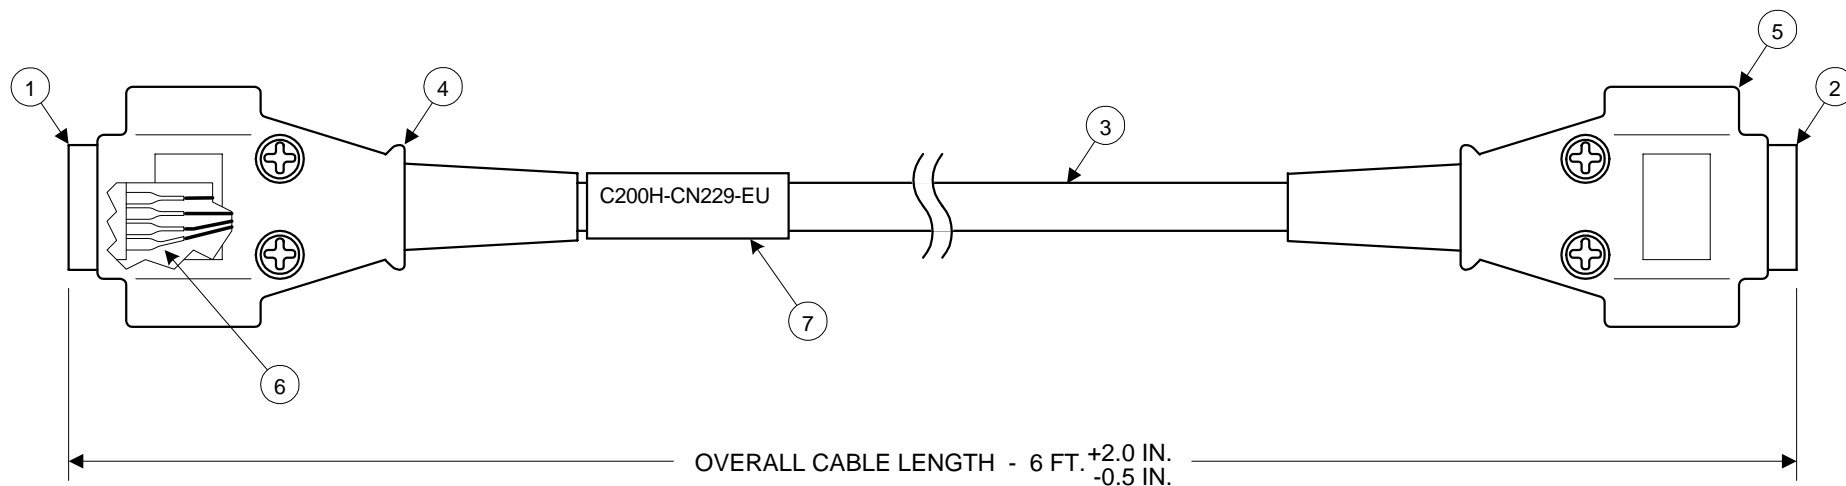 5
1
4
2
3
C200H-CN229-EU
7
6
OVERALL CABLE LENGTH - 6 FT. +2.0 IN.
-0.5 IN.